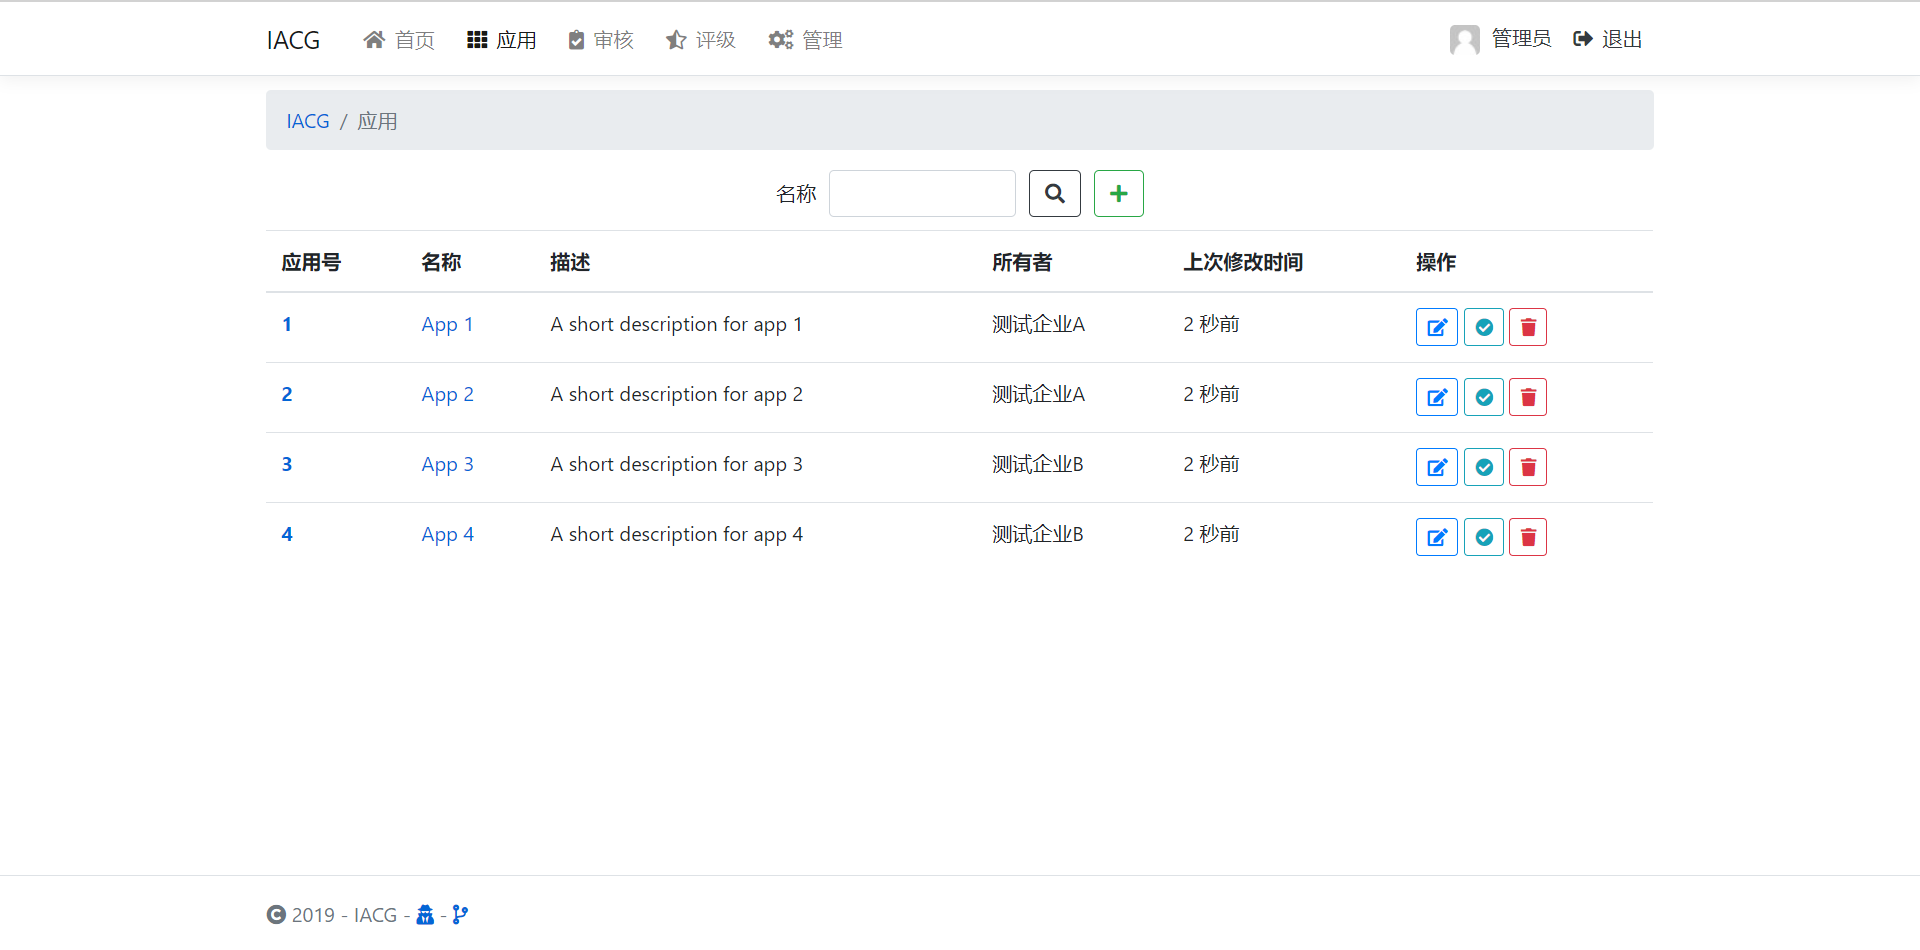 IACG 首页 应用 审核 评级 管理 管理员 退出
IACG / 应用
名称
应用号 名称 描述 所有者 上次修改时间 操作
1 App 1 A short description for app 1 测试企业A 2 秒前
2 App 2 A short description for app 2 测试企业A 2 秒前
3 App 3 A short description for app 3 测试企业B 2 秒前
4 App 4 A short description for app 4 测试企业B 2 秒前
© 2019 - IACG - -